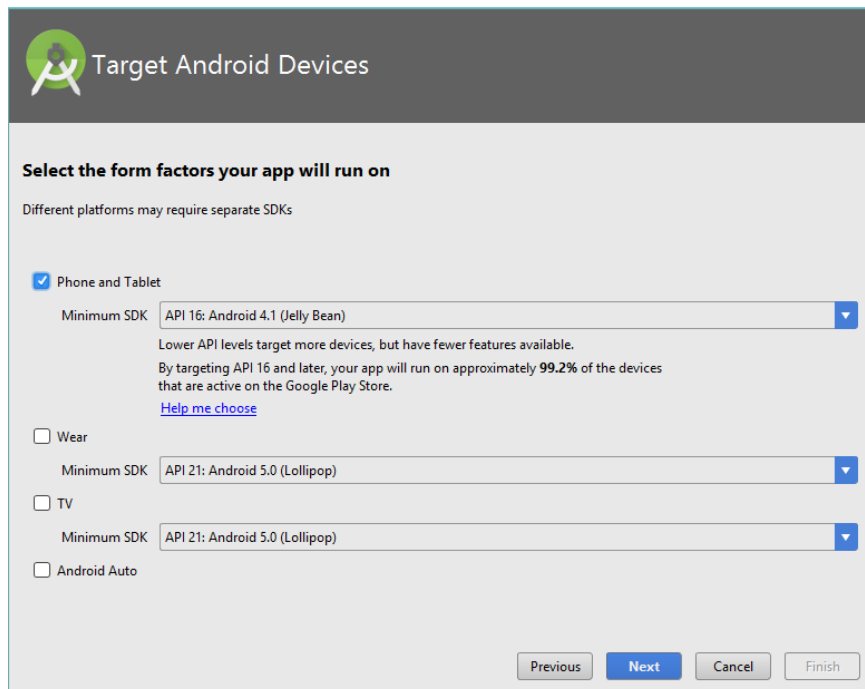 Target Android Devices
Select the form factors your app will run on
Different platforms may require separate SDKs
Phone and Tablet
Minimum SDK API 16: Android 4.1 (Jelly Bean)
Lower API levels target more devices, but have fewer features available.
By targeting API 16 and later, your app will run on approximately 99.2% of the devices
that are active on the Google Play Store.
Help me choose
Wear
Minimum SDK API 21: Android 5.0 (Lollipop)
TV
Minimum SDK API 21: Android 5.0 (Lollipop)
Android Auto
Previous Next Cancel Finish